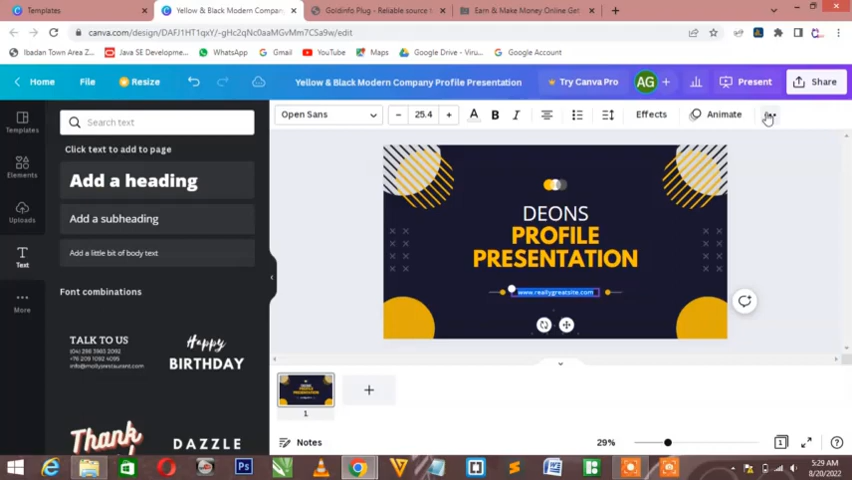 Templates
Yellow & Black Modern Compan
Goldinfo Plug - Reliable source
Earn & Make Money Online Get
canva.com/design/DAFJ1HT1qxY/-gHc2qNc0aaMGvMm7CSa9w/edit
Ibadan Town Area Z...
Java SE Developme...
WhatsApp
Gmail
YouTube
Maps
Google Drive - Viru...
Google Account
Home
File
Resize
Yellow & Black Modern Company Profile Presentation
Try Canva Pro
AG
+
Present
Share
Open Sans
25.4
A
B
I
Effects
Animate
Templates
Elements
Uploads
Text
More
Search text
Click text to add to page
Add a heading
Add a subheading
Add a little bit of body text
Font combinations
TALK TO US
info@mollysrestaurant.com
Happy
BIRTHDAY
Thank
DAZZLE
DEONS
PROFILE
PRESENTATION
www.reallygreatsite.com
1
Notes
29%
1
5:29 AM
8/20/2022